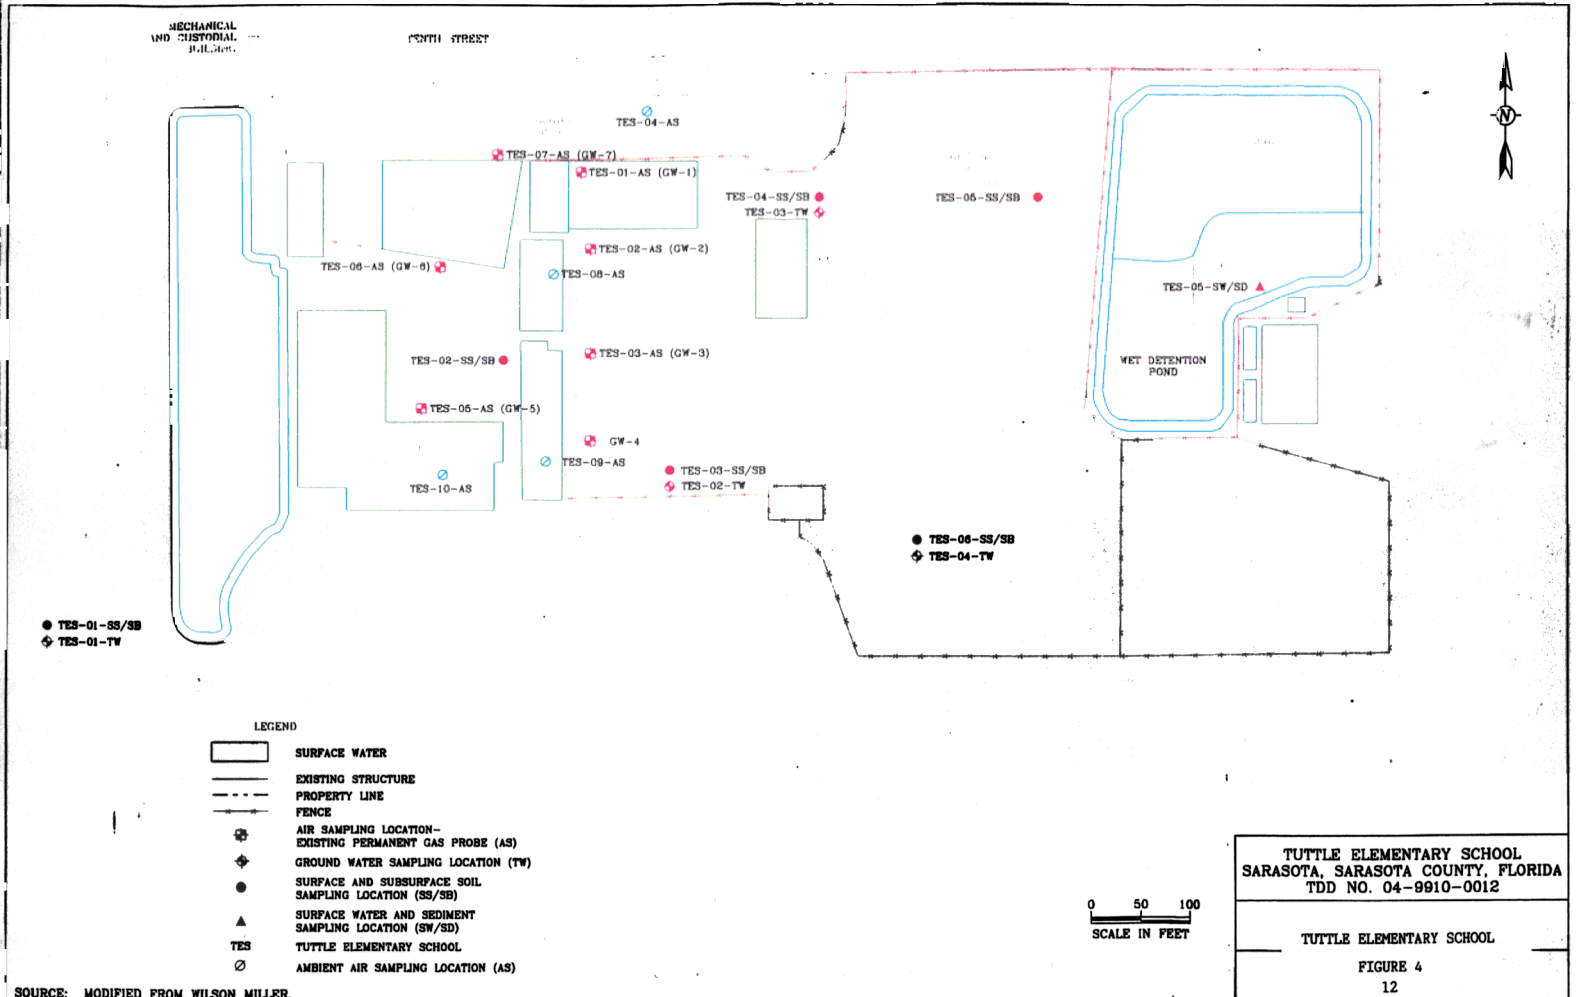 MECHANICAL
AND CUSTODIAL
TENTH STREET
N
TES-04-AS
TES-07-AS (GW-7)
TES-01-AS (GW-1)
TES-04-SS/SB
TES-03-TW
TES-05-SS/SB
TES-02-AS (GW-2)
TES-06-AS (GW-6)
TES-08-AS
TES-05-SW/SD
TES-02-SS/SB
TES-03-AS (GW-3)
WET DETENTION
POND
TES-05-AS (GW-5)
GW-4
TES-09-AS
TES-03-SS/SB
TES-02-TW
TES-10-AS
TES-06-SS/SB
TES-04-TW
TES-01-SS/SB
TES-01-TW
LEGEND
SURFACE WATER
EXISTING STRUCTURE
PROPERTY LINE
FENCE
AIR SAMPLING LOCATION-
EXISTING PERMANENT GAS PROBE (AS)
GROUND WATER SAMPLING LOCATION (TW)
SURFACE AND SUBSURFACE SOIL
SAMPLING LOCATION (SS/SB)
SURFACE WATER AND SEDIMENT
SAMPLING LOCATION (SW/SD)
TES TUTTLE ELEMENTARY SCHOOL
AMBIENT AIR SAMPLING LOCATION (AS)
SOURCE: MODIFIED FROM WILSON MILLER.
0 50 100
SCALE IN FEET
TUTTLE ELEMENTARY SCHOOL
SARASOTA, SARASOTA COUNTY, FLORIDA
TDD NO. 04-9910-0012
TUTTLE ELEMENTARY SCHOOL
FIGURE 4
12